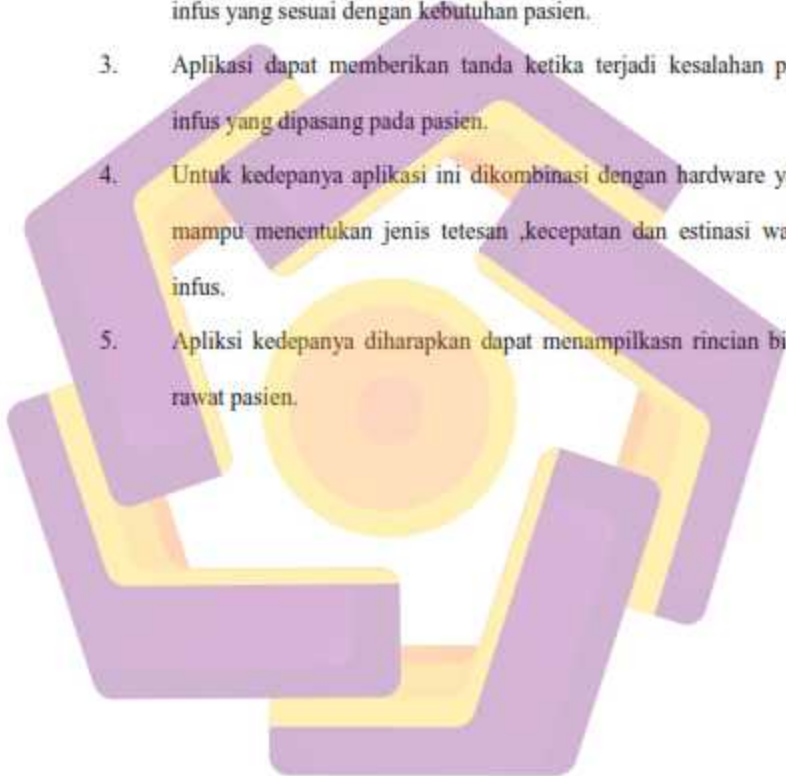 infus yang sesuai dengan kebutuhan pasien.
3. Aplikasi dapat memberikan tanda ketika terjadi kesalahan p
infus yang dipasang pada pasien.
4. Untuk kedepanya aplikasi ini dikombinasi dengan hardware y
mampu menentukan jenis tetesan ,kecepatan dan estinasi wa
infus.
5. Apliksi kedepanya diharapkan dapat menampilkasn rincian bi
rawat pasien.